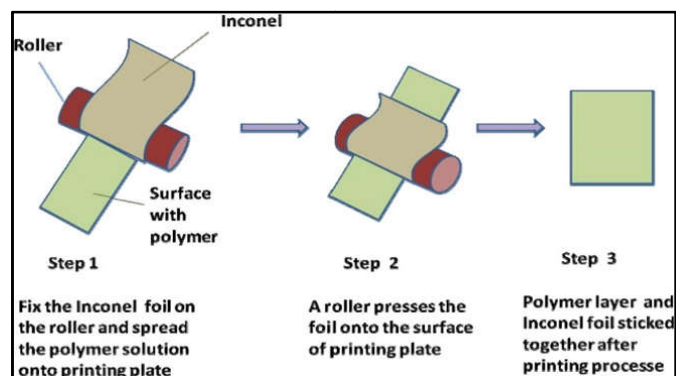 Inconel
Roller
Surface
with
polymer
Step 1
Step 2
Step 3
Fix the Inconel foil on
the roller and spread
the polymer solution
onto printing plate
A roller presses the
foil onto the surface
of printing plate
Polymer layer and
Inconel foil sticked
together after
printing processe